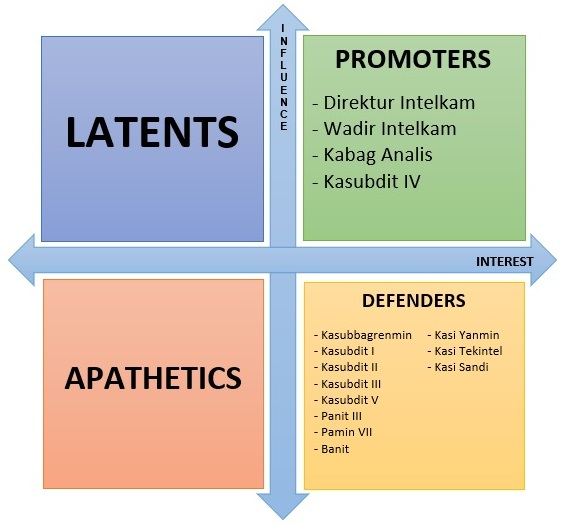 INFLUENCE
LATENTS
PROMOTERS
- Direktur Intelkam
- Wadir Intelkam
- Kabag Analis
- Kasubdit IV
INTEREST
APATHETICS
DEFENDERS
- Kasubbagrenmin
- Kasubdit I
- Kasubdit II
- Kasubdit III
- Kasubdit V
- Panit III
- Pamin VII
- Banit
- Kasi Yanmin
- Kasi Tekintel
- Kasi Sandi